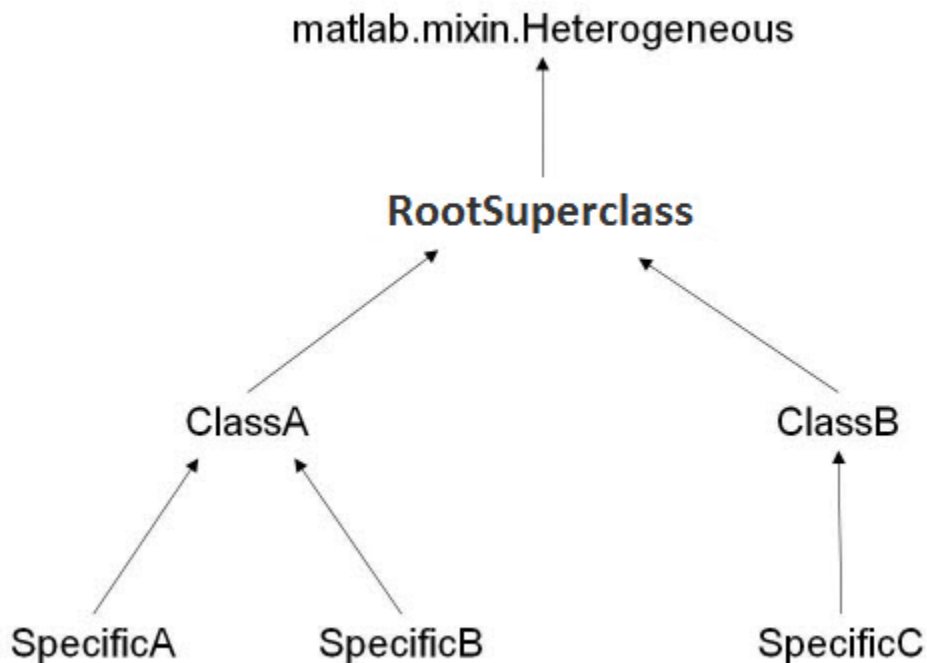 matlab.mixin.Heterogeneous
RootSuperclass
ClassA ClassB
SpecificA SpecificB SpecificC